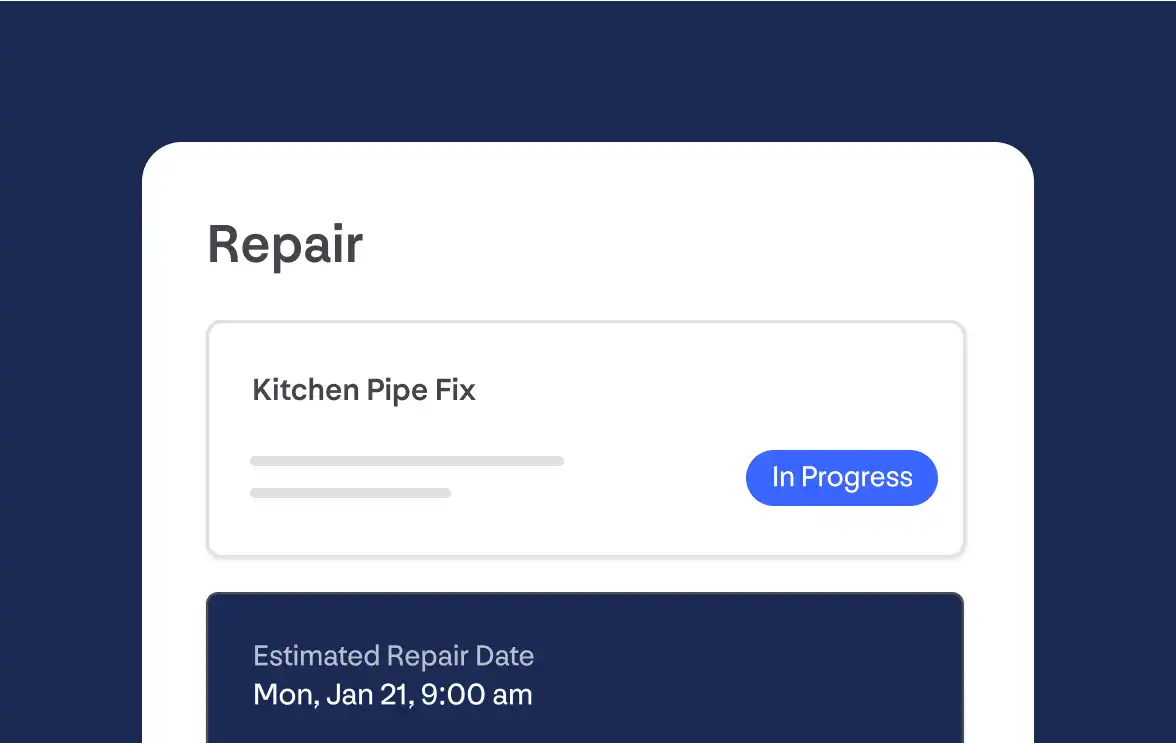 Repair
Kitchen Pipe Fix
In Progress
Estimated Repair Date
Mon, Jan 21, 9:00 am